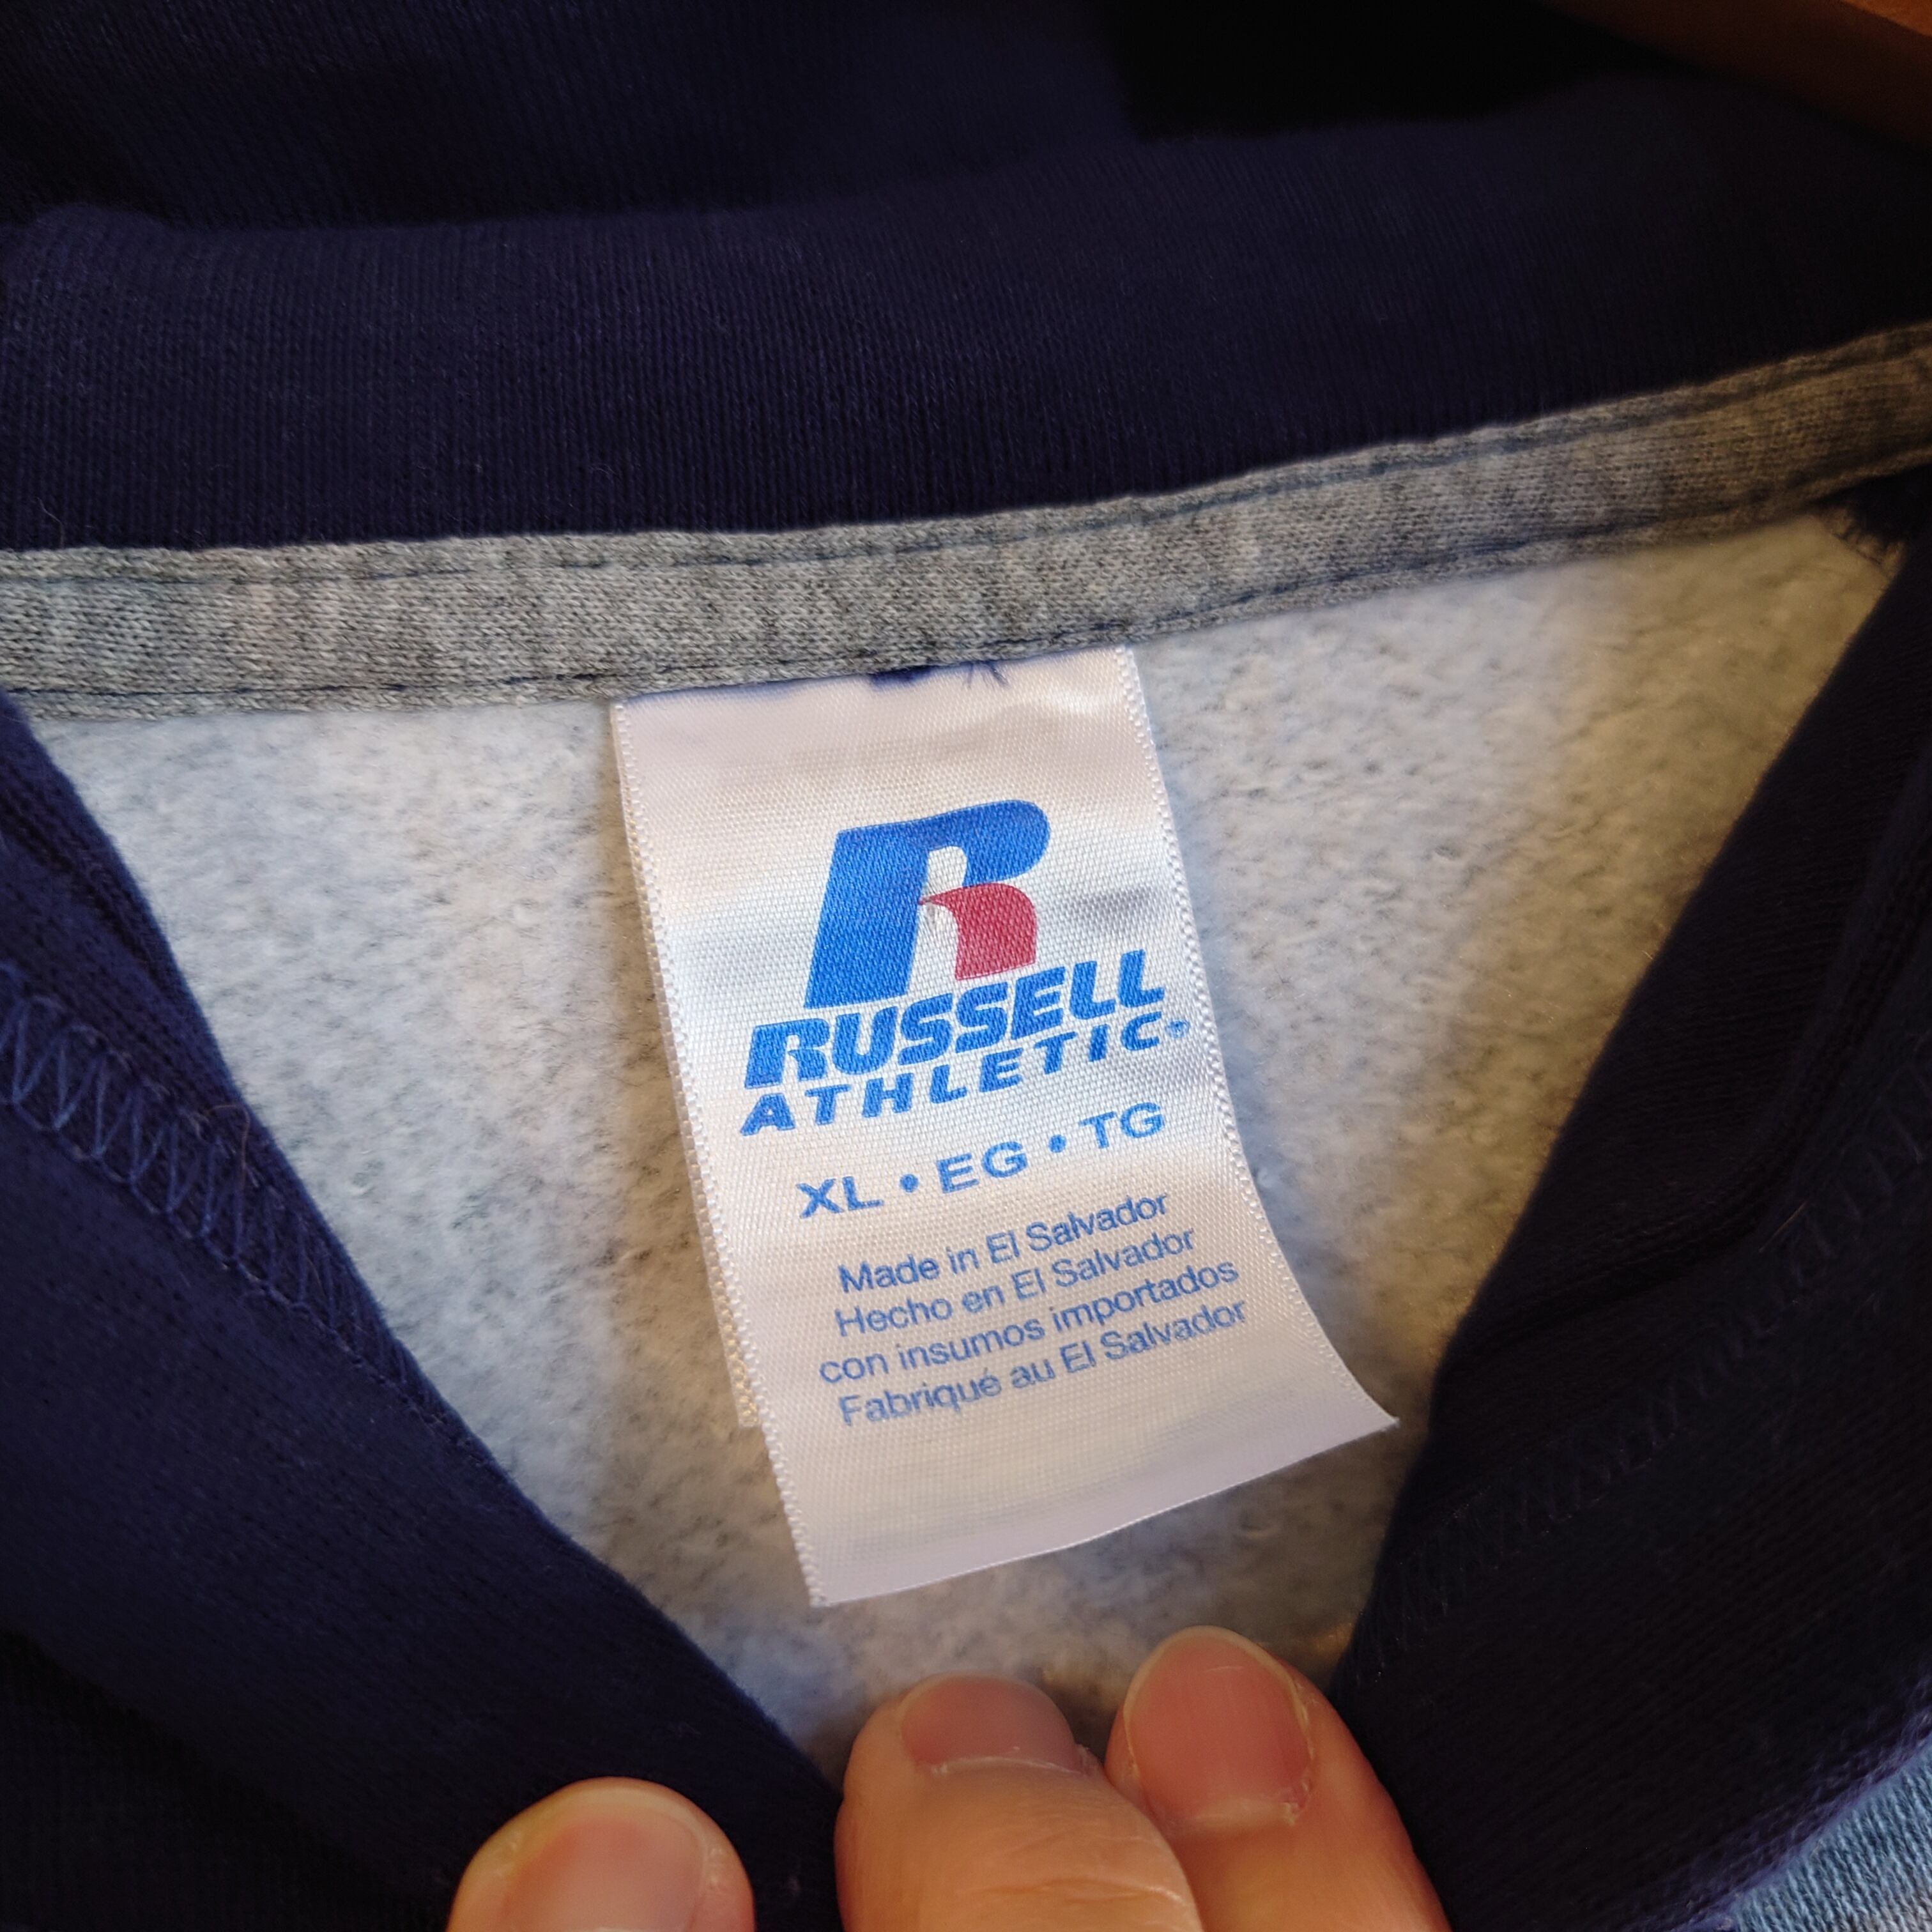 R
RUSSELL
ATHLETIC
XL • EG • TG
Made in El Salvador
Hecho en El Salvador
con insumos importados
Fabriqué au El Salvador